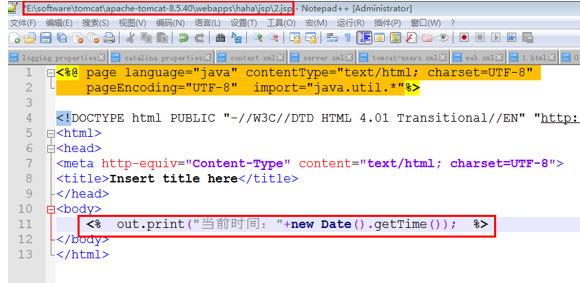 E:\software\tomcat\apache-tomcat-8.5.40\webapps\haha\jsp\2.jsp - Notepad++ [Administrator]
文件(F) 编辑(E) 搜索(S) 视图(V) 编码(N) 语言(L) 设置(T) 工具(O) 宏(M) 运行(R) 插件(P) 窗口(W) ?
logging.properties catalina.properties context.xml server.xml tomcat-users.xml web.xml 1.html
1 <%@ page language="java" contentType="text/html; charset=UTF-8"
2 pageEncoding="UTF-8" import="java.util.*"%>
3
4 <!DOCTYPE html PUBLIC "-//W3C//DTD HTML 4.01 Transitional//EN" "http:
5 <html>
6 <head>
7 <meta http-equiv="Content-Type" content="text/html; charset=UTF-8">
8 <title>Insert title here</title>
9 </head>
10 <body>
11 <% out.print("当前时间："+new Date().getTime()); %>
12 </body>
13 </html>